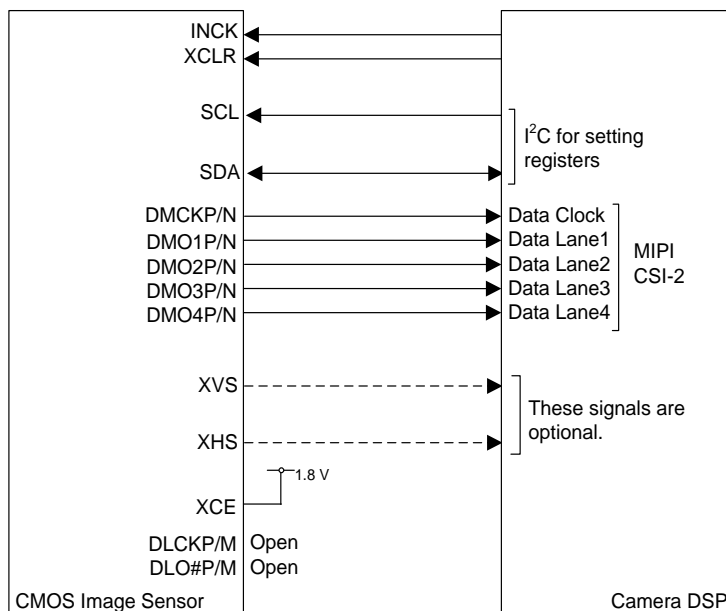 INCK
XCLR
SCL
I²C for setting
registers
SDA
DMCKP/N Data Clock
DMO1P/N Data Lane1
DMO2P/N Data Lane2
DMO3P/N Data Lane3
DMO4P/N Data Lane4
MIPI
CSI-2
XVS
These signals are
optional.
XHS
1.8 V
XCE
DLCKP/M Open
DLO#P/M Open
CMOS Image Sensor
Camera DSP